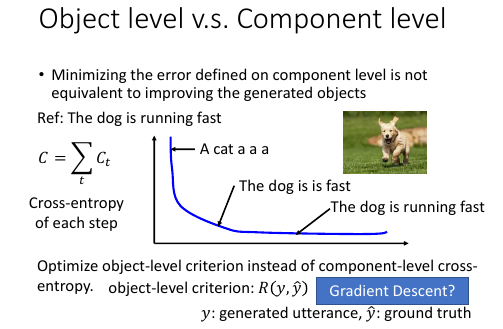 Object level v.s. Component level
• Minimizing the error defined on component level is not
equivalent to improving the generated objects
Ref: The dog is running fast
C = ∑ C_t
t
A cat a a a
The dog is is fast
Cross-entropy
of each step
The dog is running fast
Optimize object-level criterion instead of component-level cross-
entropy. object-level criterion: R(y, ŷ)
Gradient Descent?
y: generated utterance, ŷ: ground truth